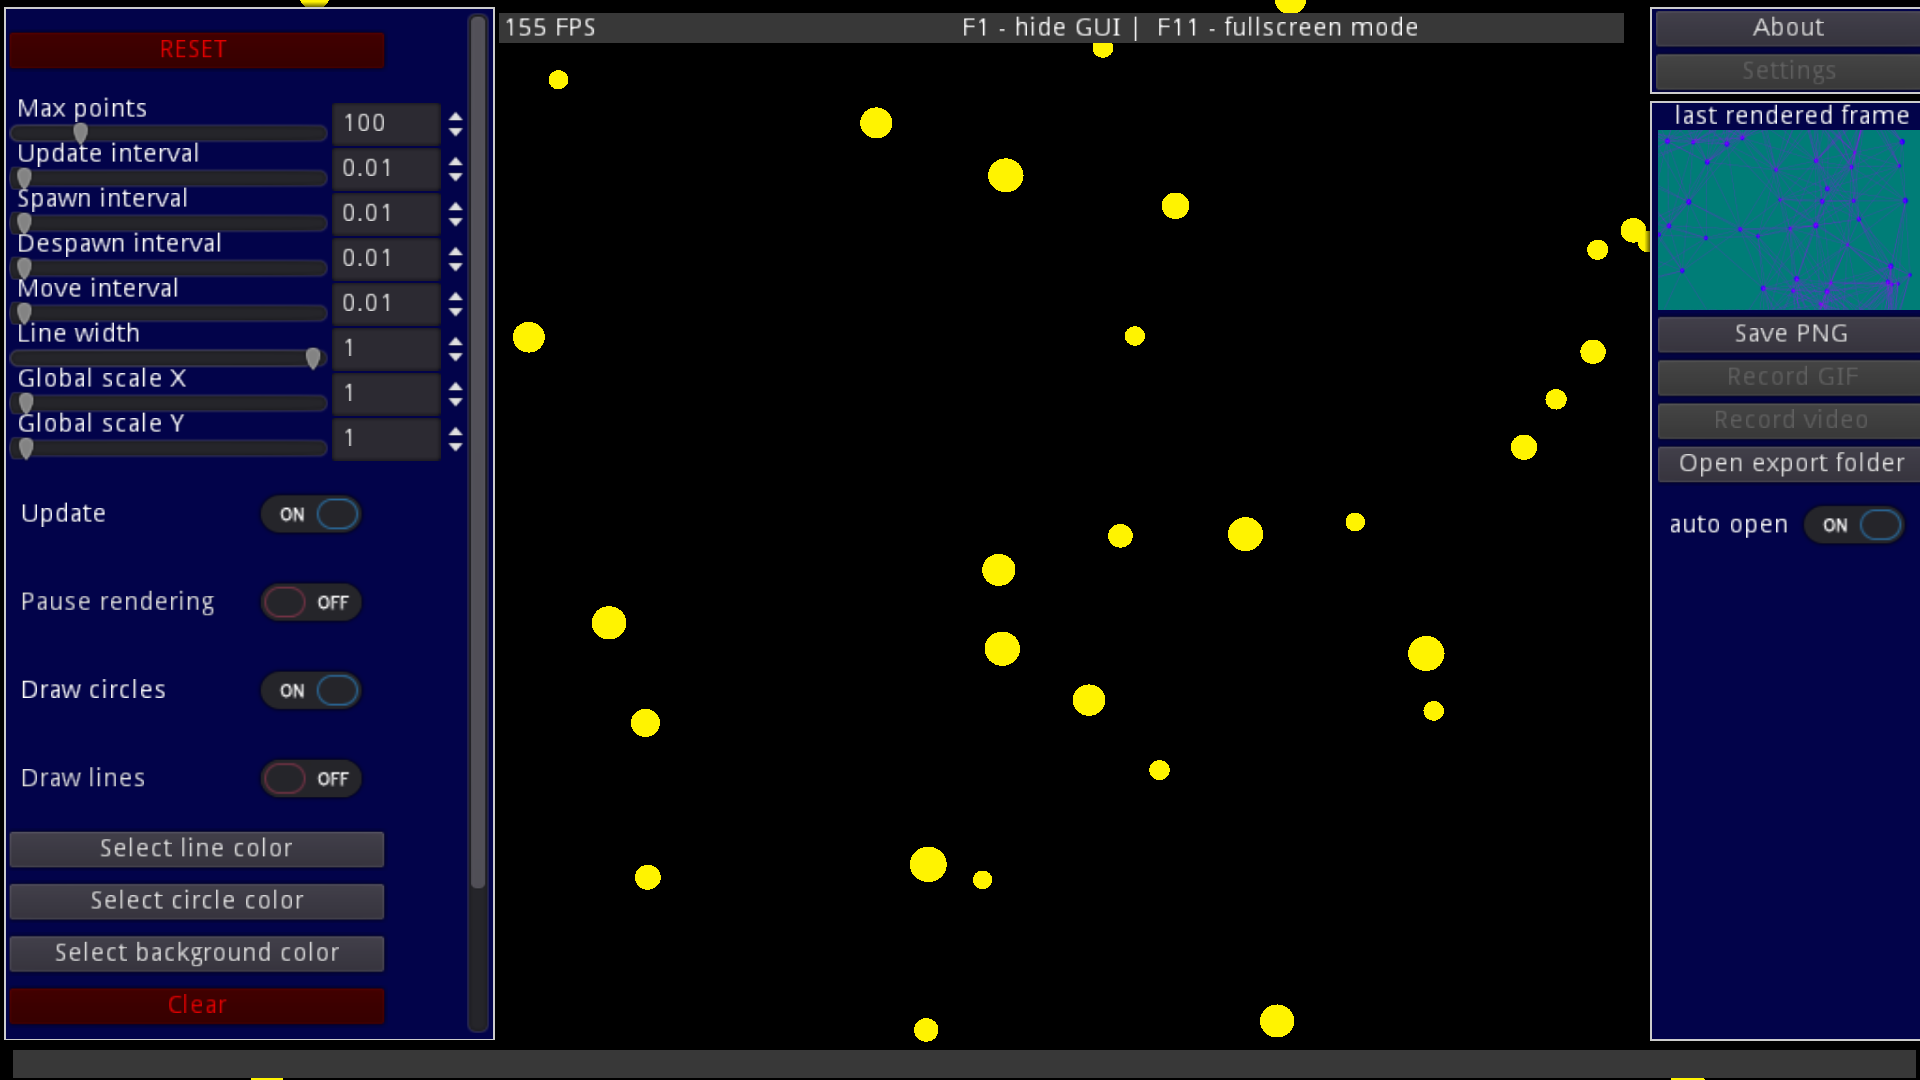 RESET
Max points
100
Update interval
0.01
Spawn interval
0.01
Despawn interval
0.01
Move interval
0.01
Line width
1
Global scale X
1
Global scale Y
1
Update ON
Pause rendering OFF
Draw circles ON
Draw lines OFF
Select line color
Select circle color
Select background color
Clear
155 FPS
F1 - hide GUI | F11 - fullscreen mode
About
Settings
last rendered frame
Save PNG
Record GIF
Record video
Open export folder
auto open ON